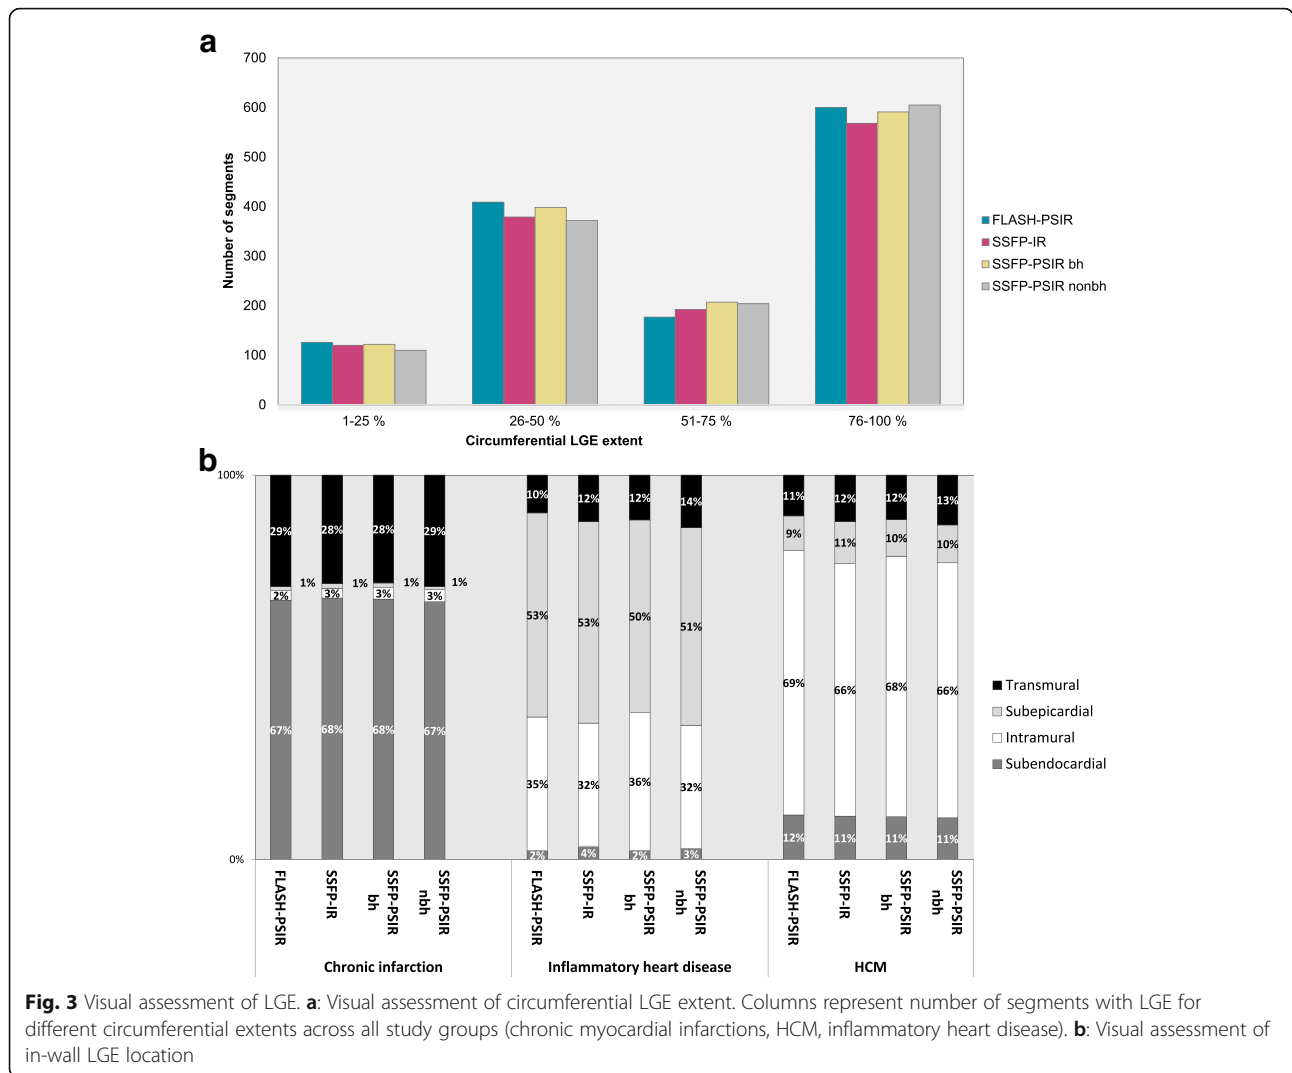 a
700
600
500
400
300
200
100
0
Number of segments
1-25 %
26-50 %
51-75 %
76-100 %
Circumferential LGE extent
FLASH-PSIR
SSFP-IR
SSFP-PSIR bh
SSFP-PSIR nonbh
b
100%
0%
29%
1%
2%
67%
28%
1%
3%
68%
28%
1%
3%
68%
29%
1%
3%
67%
10%
53%
35%
2%
12%
53%
32%
4%
12%
50%
36%
2%
14%
51%
32%
3%
11%
9%
69%
12%
12%
11%
66%
11%
12%
10%
68%
11%
13%
10%
66%
11%
Transmural
Subepicardial
Intramural
Subendocardial
FLASH-PSIR
SSFP-IR
SSFP-PSIR
bh
SSFP-PSIR
nbh
FLASH-PSIR
SSFP-IR
SSFP-PSIR
bh
SSFP-PSIR
nbh
FLASH-PSIR
SSFP-IR
SSFP-PSIR
bh
SSFP-PSIR
nbh
Chronic infarction
Inflammatory heart disease
HCM
Fig. 3 Visual assessment of LGE. a: Visual assessment of circumferential LGE extent. Columns represent number of segments with LGE for
different circumferential extents across all study groups (chronic myocardial infarctions, HCM, inflammatory heart disease). b: Visual assessment of
in-wall LGE location